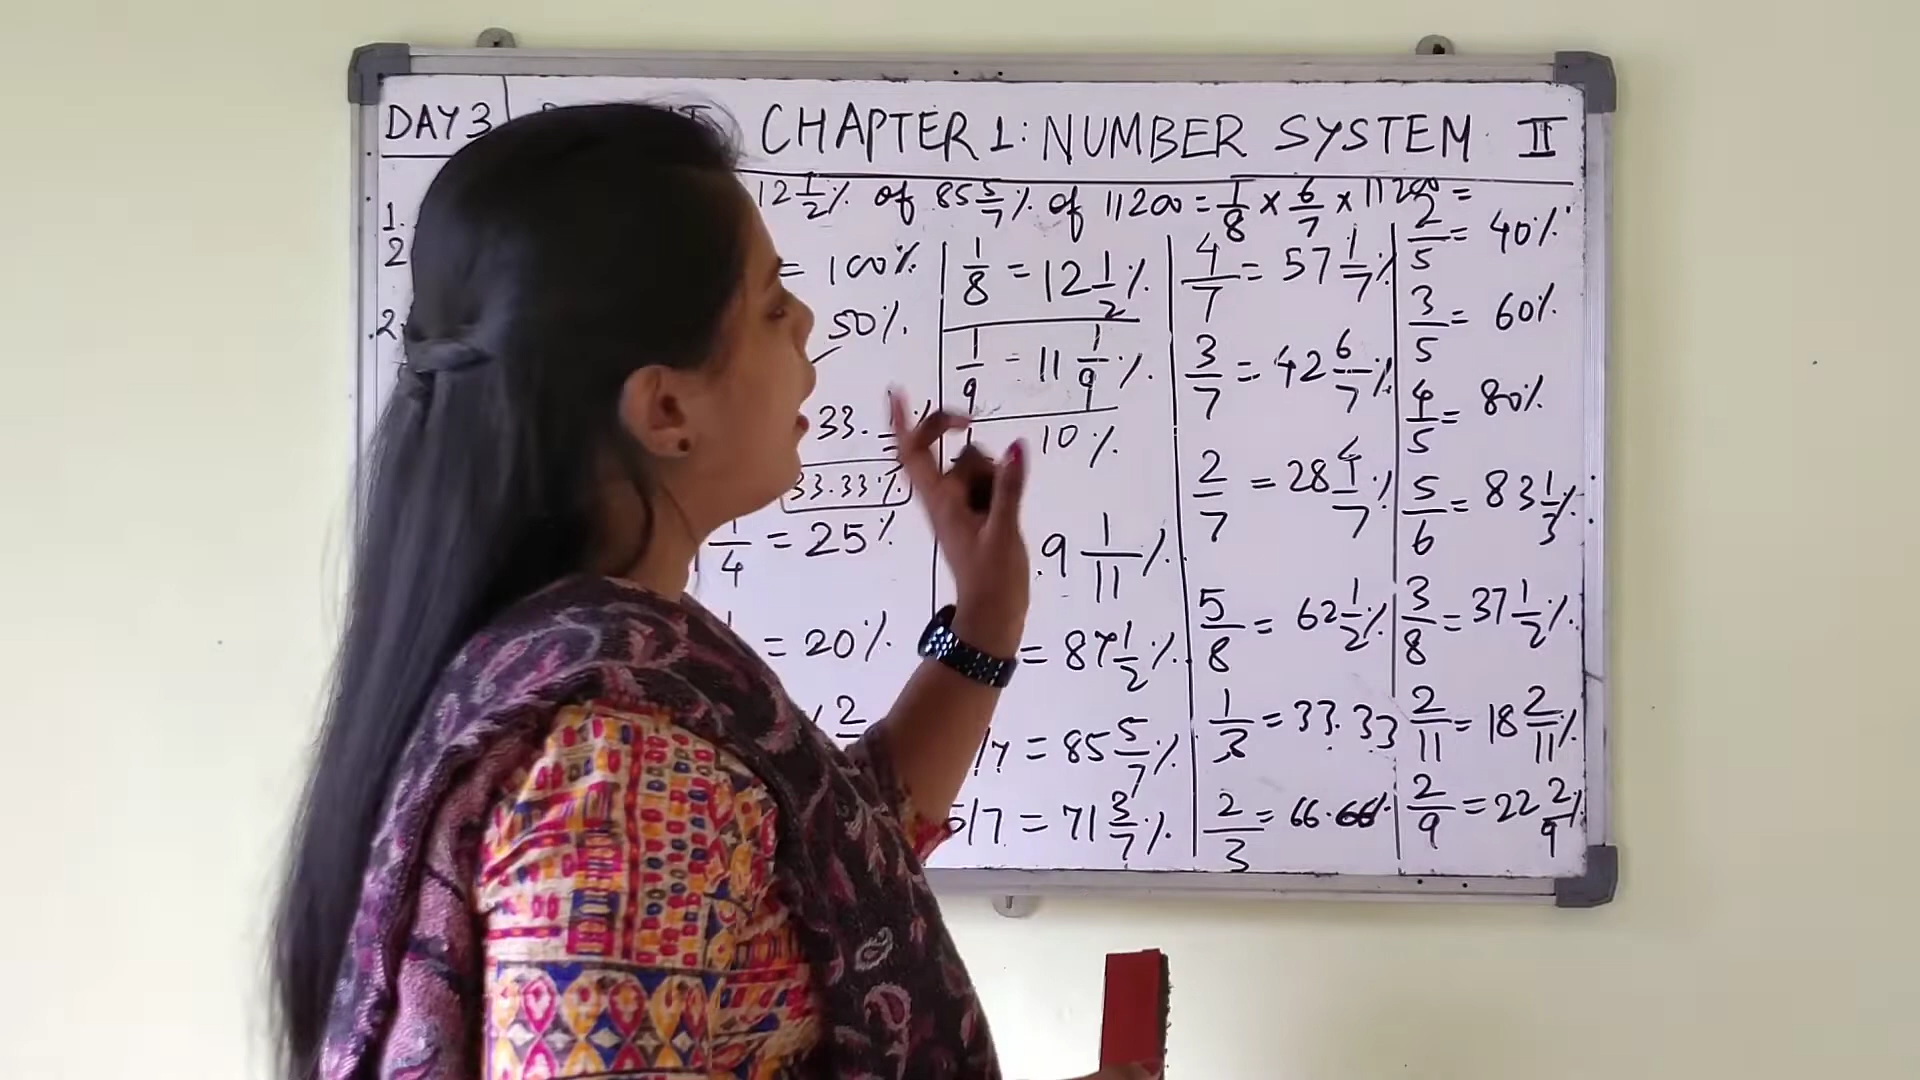 DAY 3 CHAPTER 1: NUMBER SYSTEM II
1. 12 1/2 % of 85 5/7 % of 11200 = 1/8 x 6/7 x 11200 =
2
2.
= 100%
50%
33.
33.33%
1/4 = 25%
= 20%
2
1/8 = 12 1/2 %
1/9 = 11 1/9 %
10%
9 1/11 %
= 87 1/2 %
/7 = 85 5/7 %
5/7 = 71 3/7 %
4/7 = 57 1/7 %
3/7 = 42 6/7 %
2/7 = 28 4/7 %
5/8 = 62 1/2 %
1/3 = 33.33
2/3 = 66.66%
2/5 = 40%
3/5 = 60%
4/5 = 80%
5/6 = 83 1/3 %
3/8 = 37 1/2 %
2/11 = 18 2/11 %
2/9 = 22 2/9 %